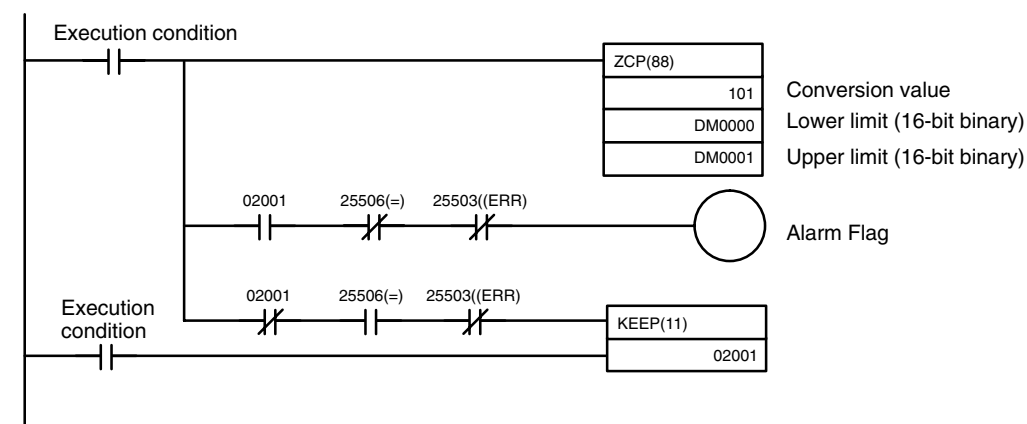 Execution condition
ZCP(88)
101 Conversion value
DM0000 Lower limit (16-bit binary)
DM0001 Upper limit (16-bit binary)
02001 25506(=) 25503((ERR)
Alarm Flag
02001 25506(=) 25503((ERR)
Execution
condition
KEEP(11)
02001